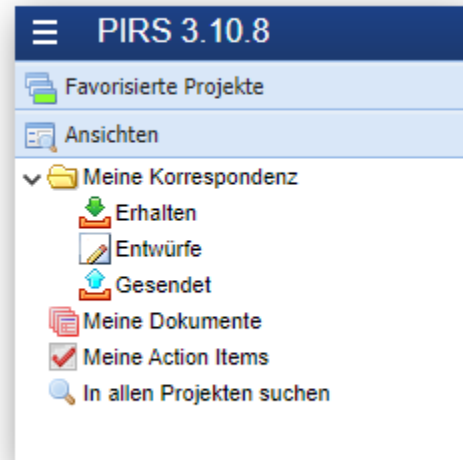 PIRS 3.10.8
Favorisierte Projekte
Ansichten
Meine Korrespondenz
Erhalten
Entwürfe
Gesendet
Meine Dokumente
Meine Action Items
In allen Projekten suchen